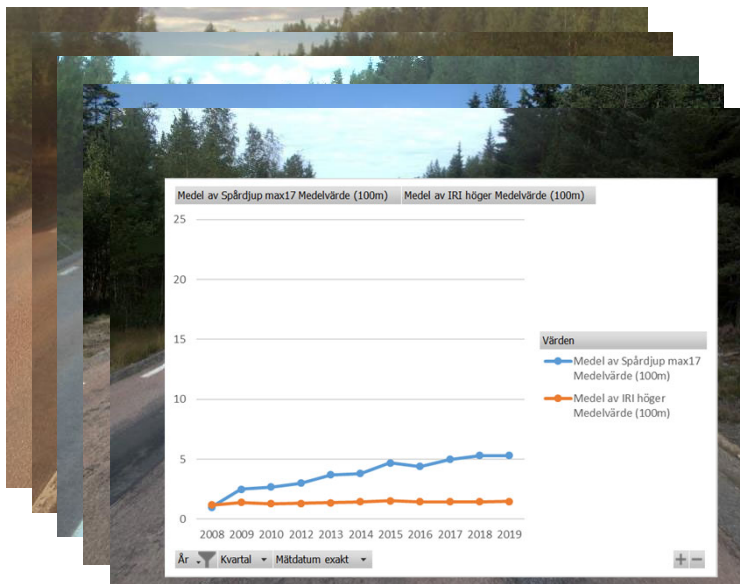 Medel av Spårdjup max17 Medelvärde (100m) Medel av IRI höger Medelvärde (100m)
25
20
15
10
5
0
2008 2009 2010 2012 2013 2014 2015 2016 2017 2018 2019
Värden
Medel av Spårdjup max17
Medelvärde (100m)
Medel av IRI höger
Medelvärde (100m)
År Kvartal Mätdatum exakt